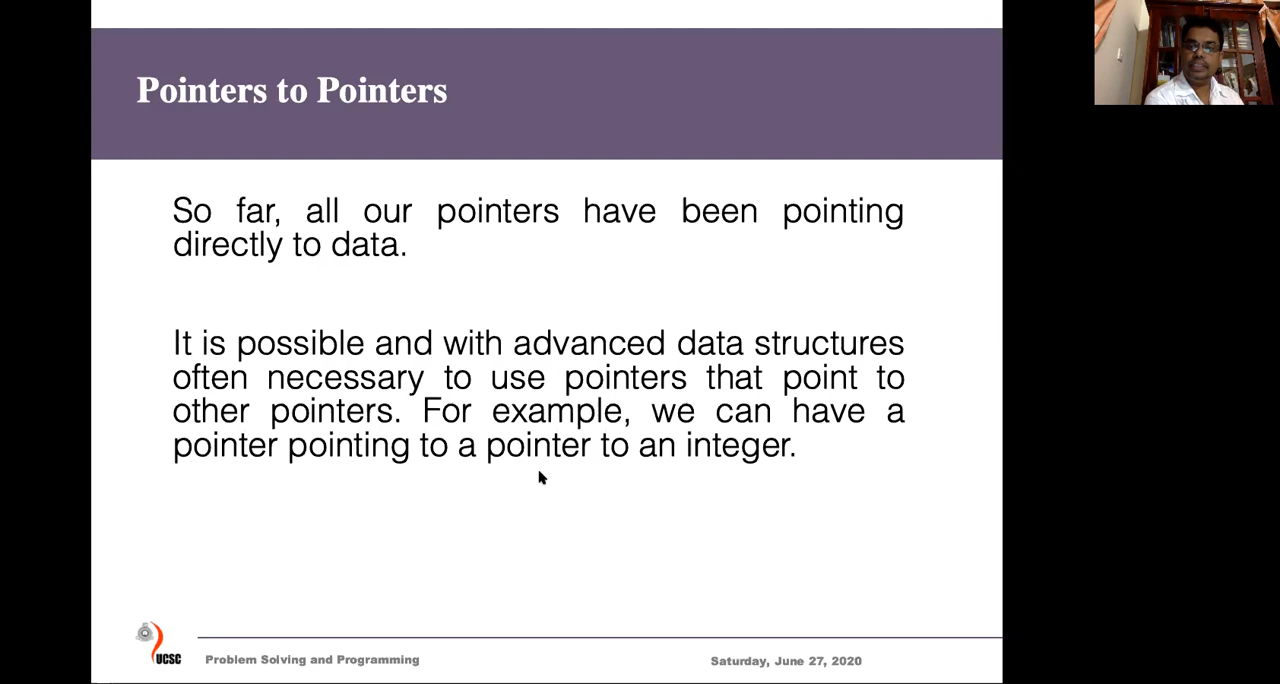 Pointers to Pointers
So far, all our pointers have been pointing
directly to data.
It is possible and with advanced data structures
often necessary to use pointers that point to
other pointers. For example, we can have a
pointer pointing to a pointer to an integer.
UCSC
Problem Solving and Programming
Saturday, June 27, 2020